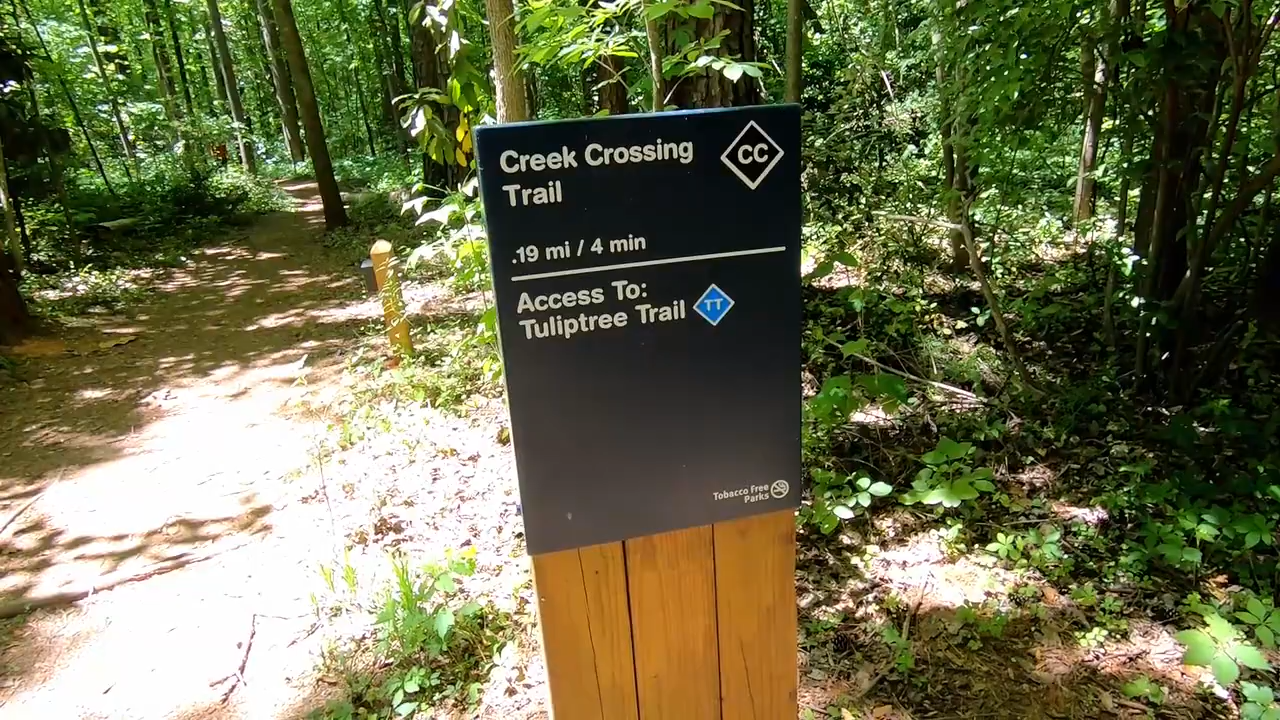 Creek Crossing
Trail
CC
.19 mi / 4 min
Access To:
Tuliptree Trail
TT
Tobacco Free
Parks